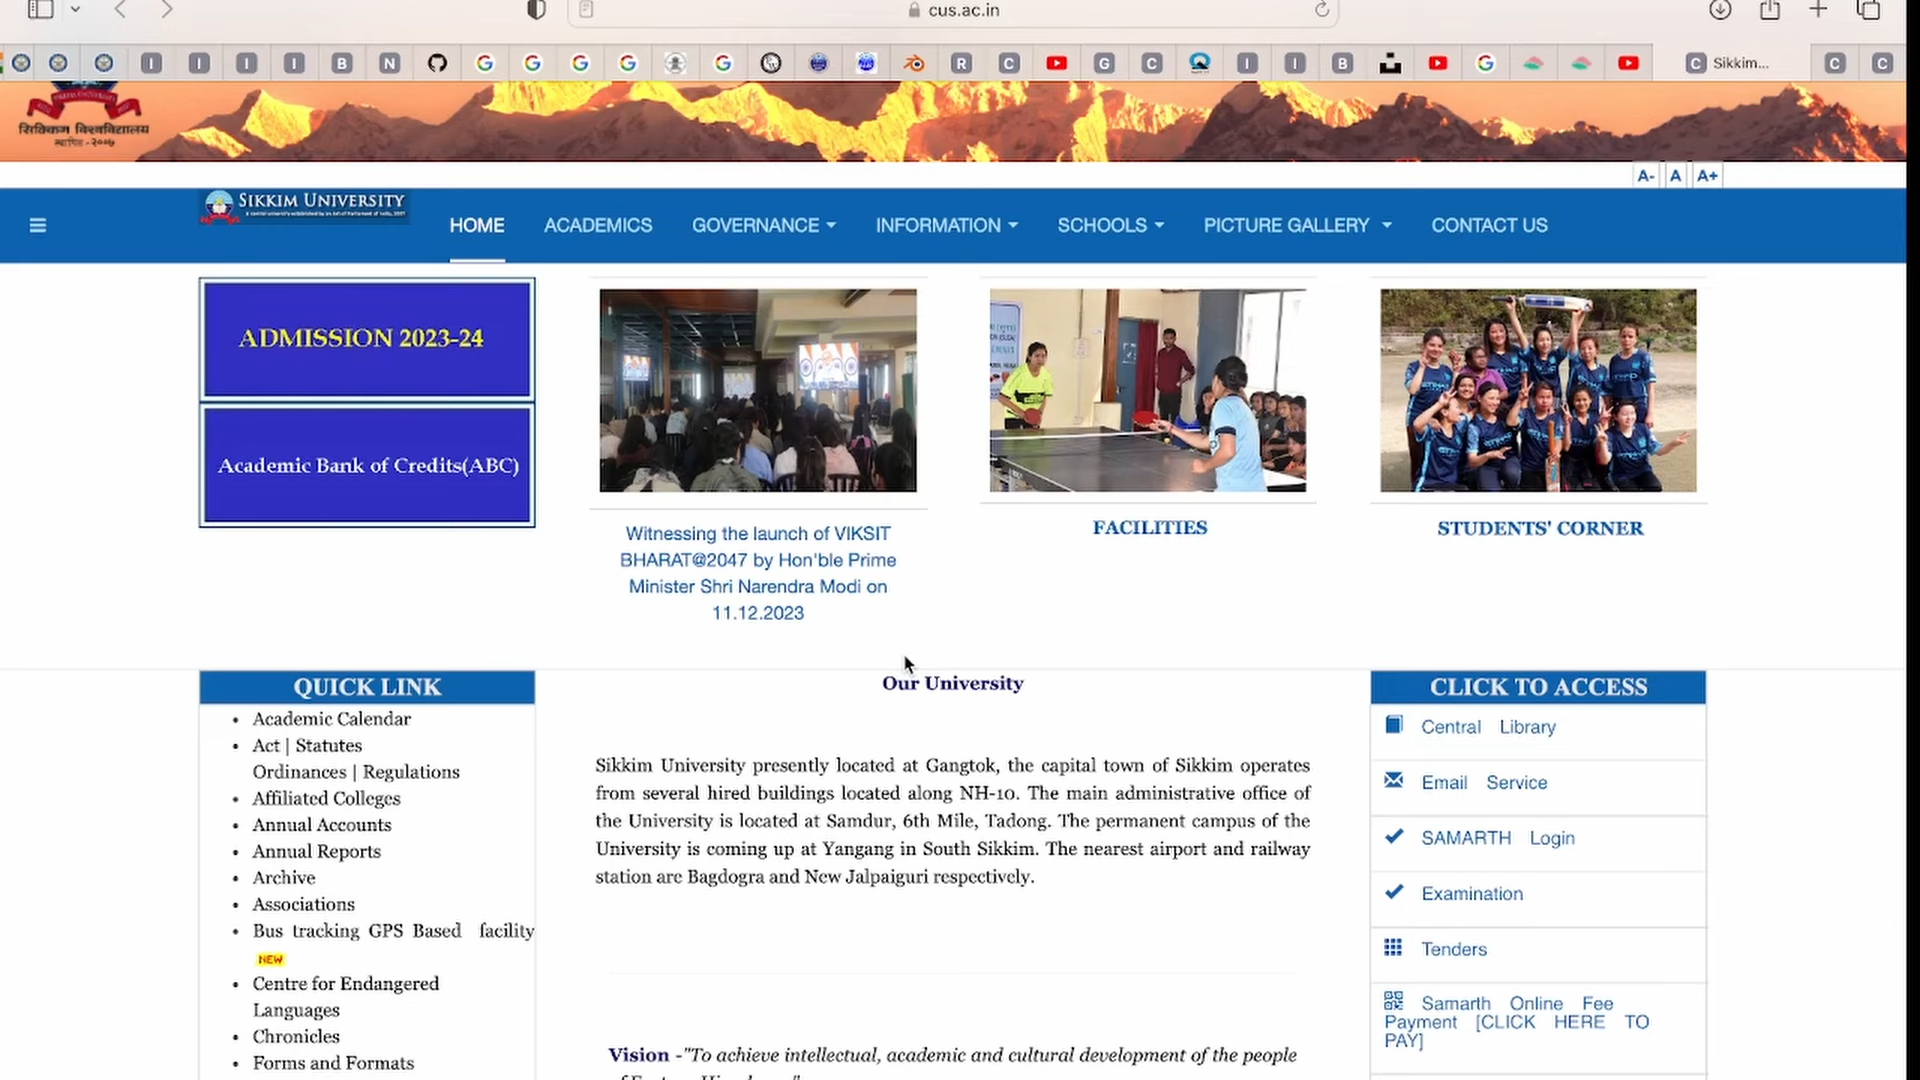 cus.ac.in
I
I
I
I
B
N
R
C
G
C
I
I
B
C Sikkim...
C
C
सिक्किम विश्वविद्यालय
स्थापित - २००७
A- A A+
SIKKIM UNIVERSITY
HOME ACADEMICS GOVERNANCE INFORMATION SCHOOLS PICTURE GALLERY CONTACT US
ADMISSION 2023-24
Academic Bank of Credits(ABC)
Witnessing the launch of VIKSIT
BHARAT@2047 by Hon'ble Prime
Minister Shri Narendra Modi on
11.12.2023
FACILITIES
STUDENTS' CORNER
QUICK LINK
Academic Calendar
Act | Statutes
Ordinances | Regulations
Affiliated Colleges
Annual Accounts
Annual Reports
Archive
Associations
Bus tracking GPS Based facility
NEW
Centre for Endangered
Languages
Chronicles
Forms and Formats
Our University
Sikkim University presently located at Gangtok, the capital town of Sikkim operates
from several hired buildings located along NH-10. The main administrative office of
the University is located at Samdur, 6th Mile, Tadong. The permanent campus of the
University is coming up at Yangang in South Sikkim. The nearest airport and railway
station are Bagdogra and New Jalpaiguri respectively.
Vision -"To achieve intellectual, academic and cultural development of the people
CLICK TO ACCESS
Central Library
Email Service
SAMARTH Login
Examination
Tenders
Samarth Online Fee
Payment [CLICK HERE TO
PAY]